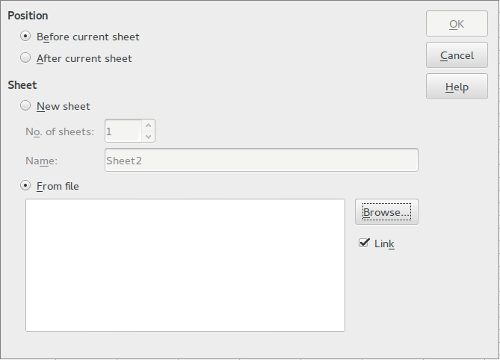 Position
OK
Before current sheet
Cancel
After current sheet
Sheet
Help
New sheet
No. of sheets: 1
Name: Sheet2
From file
Browse...
Link